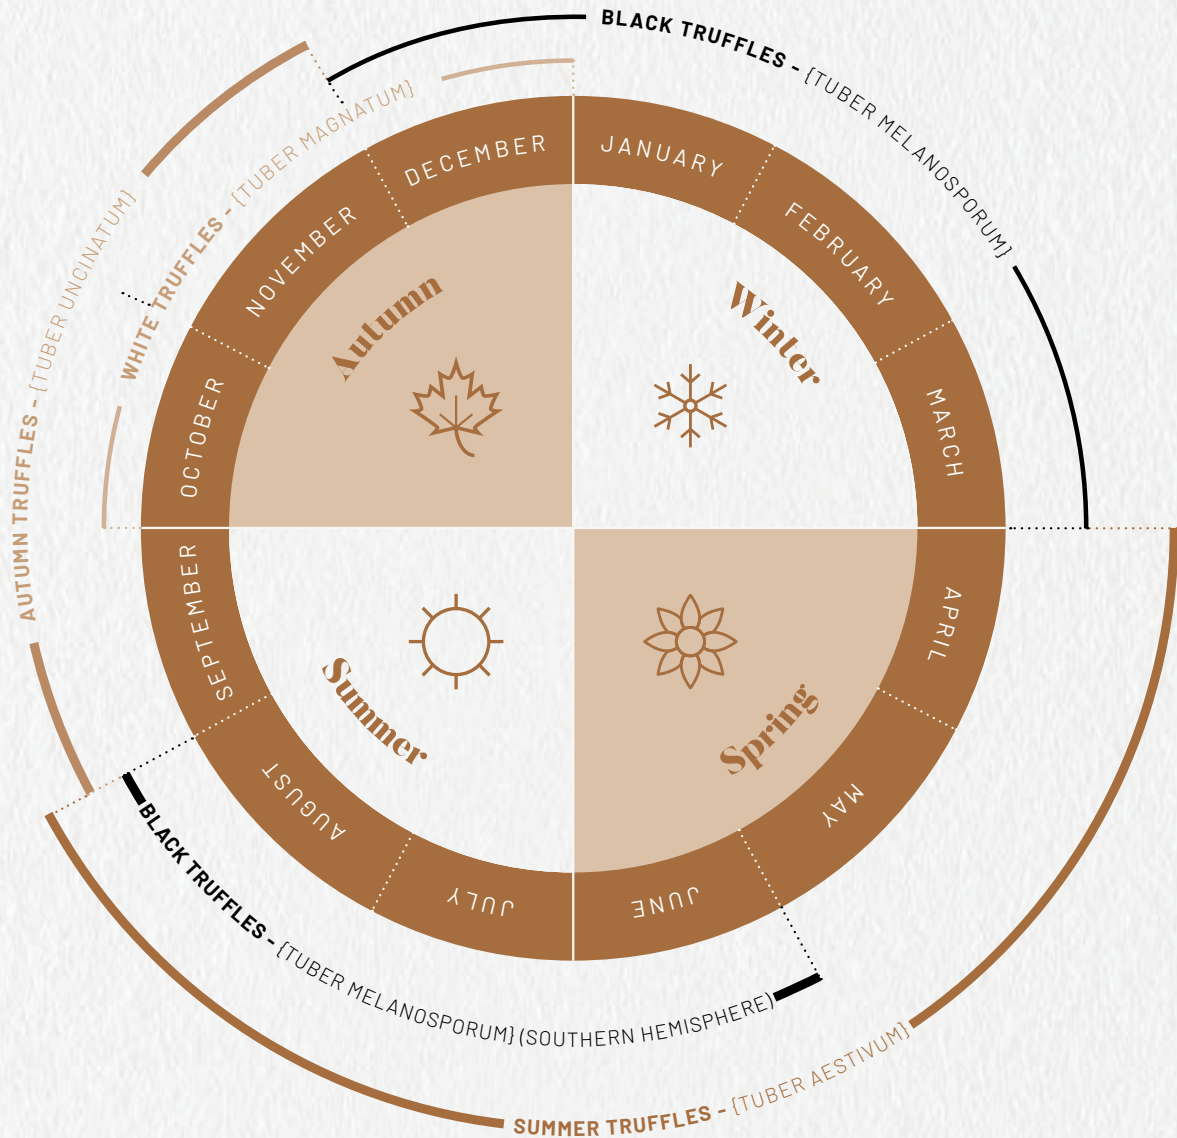 BLACK TRUFFLES - {TUBER MELANOSPORUM}
WHITE TRUFFLES - {TUBER MAGNATUM}
AUTUMN TRUFFLES - {TUBER UNCINATUM}
JANUARY
FEBRUARY
MARCH
APRIL
MAY
JUNE
JULY
AUGUST
SEPTEMBER
OCTOBER
NOVEMBER
DECEMBER
Autumn
Winter
Summer
Spring
BLACK TRUFFLES - {TUBER MELANOSPORUM} (SOUTHERN HEMISPHERE)
SUMMER TRUFFLES - {TUBER AESTIVUM}